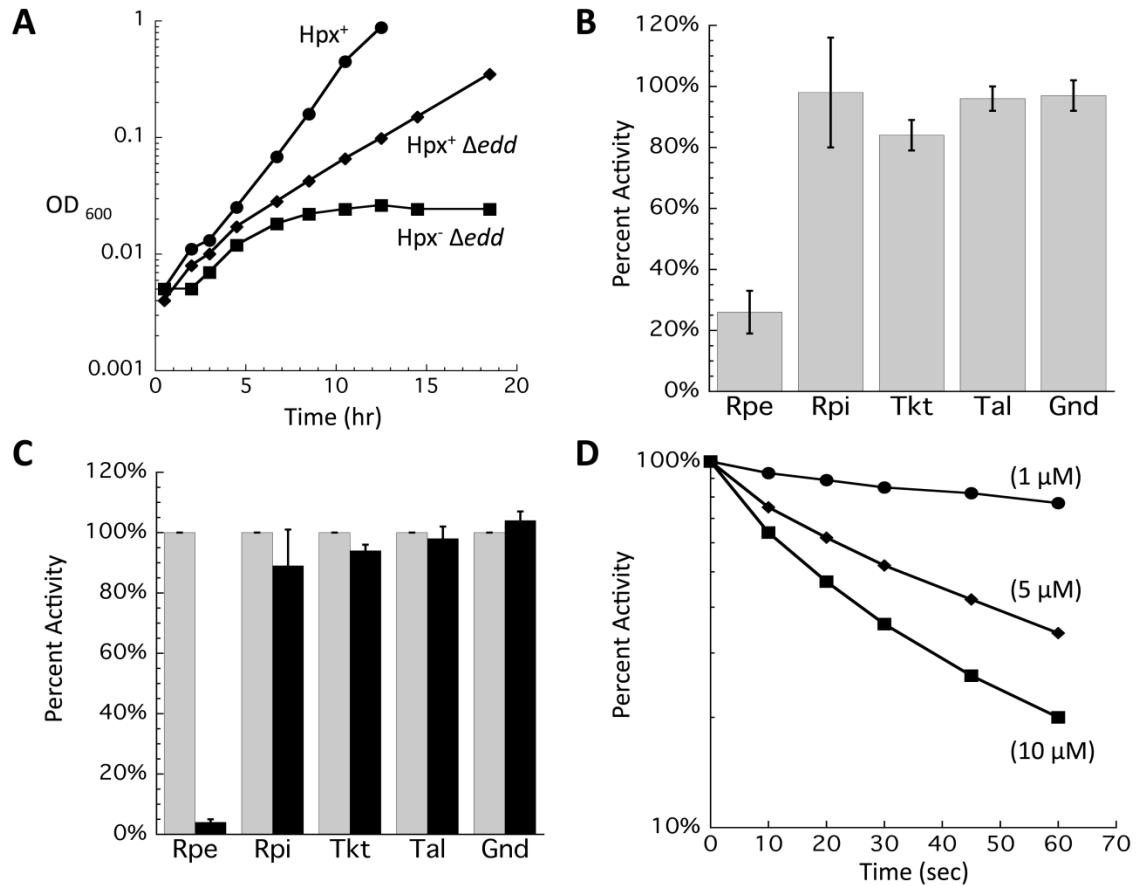 A
1
0.1
0.01
0.001
OD 600
Hpx+
Hpx+ Δedd
Hpx- Δedd
0 5 10 15 20
Time (hr)
B
120%
100%
80%
60%
40%
20%
0%
Percent Activity
Rpe Rpi Tkt Tal Gnd
C
120%
100%
80%
60%
40%
20%
0%
Percent Activity
Rpe Rpi Tkt Tal Gnd
D
100%
10%
Percent Activity
(1 μM)
(5 μM)
(10 μM)
0 10 20 30 40 50 60 70
Time (sec)